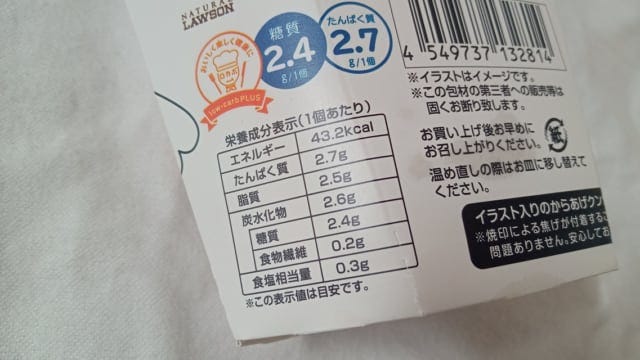 NATURAL
LAWSON
おいしく楽しく健康に
ロカボ
low-carb PLUS
糖質
2.4
g/1個
たんぱく質
2.7
g/1個
4 549737 132814
※イラストはイメージです。
※この包材の第三者への販売等は
固くお断り致します。
お買い上げ後お早めに
お召し上がりください。
紙
温め直しの際はお皿に移し替えて
ください。
イラスト入りのからあげクン
※焼印による焦げが付着するこ
問題ありません。安心してお
栄養成分表示(1個あたり)
エネルギー 43.2kcal
たんぱく質 2.7g
脂質 2.5g
炭水化物 2.6g
糖質 2.4g
食物繊維 0.2g
食塩相当量 0.3g
※この表示値は目安です。